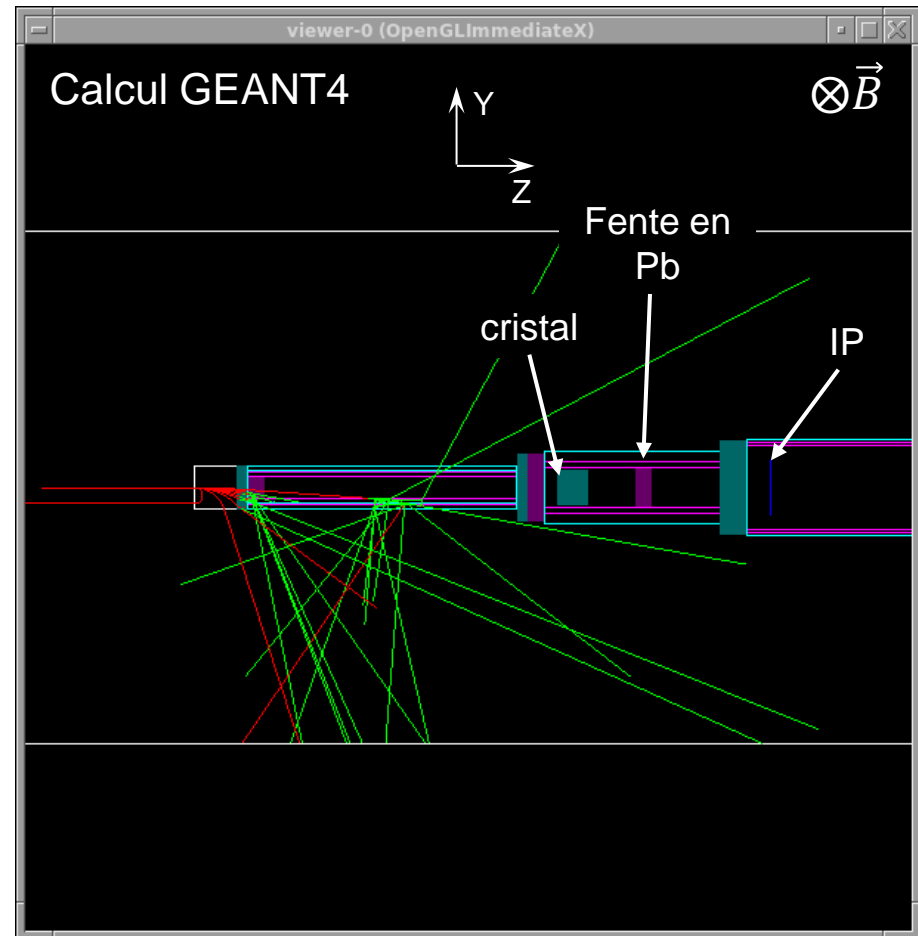 viewer-0 (OpenGLImmediateX)
Calcul GEANT4
⊗B⃗
Y
Z
Fente en
Pb
cristal
IP